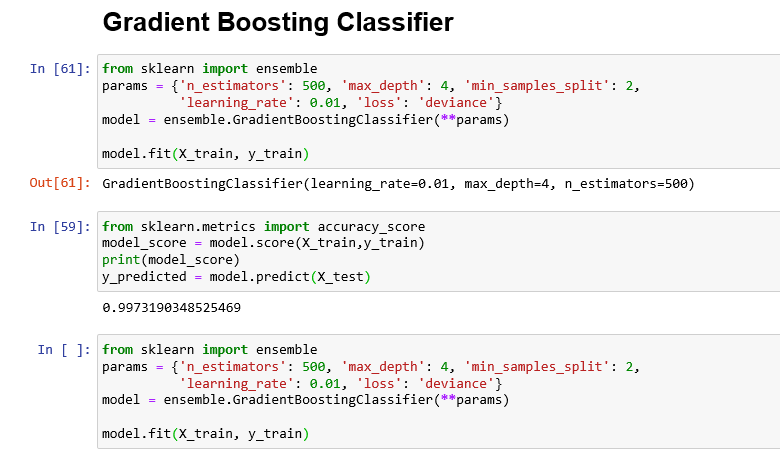 Gradient Boosting Classifier
In [61]: from sklearn import ensemble
params = {'n_estimators': 500, 'max_depth': 4, 'min_samples_split': 2,
'learning_rate': 0.01, 'loss': 'deviance'}
model = ensemble.GradientBoostingClassifier(**params)
model.fit(X_train, y_train)
Out[61]: GradientBoostingClassifier(learning_rate=0.01, max_depth=4, n_estimators=500)
In [59]: from sklearn.metrics import accuracy_score
model_score = model.score(X_train,y_train)
print(model_score)
y_predicted = model.predict(X_test)
0.9973190348525469
In [ ]: from sklearn import ensemble
params = {'n_estimators': 500, 'max_depth': 4, 'min_samples_split': 2,
'learning_rate': 0.01, 'loss': 'deviance'}
model = ensemble.GradientBoostingClassifier(**params)
model.fit(X_train, y_train)